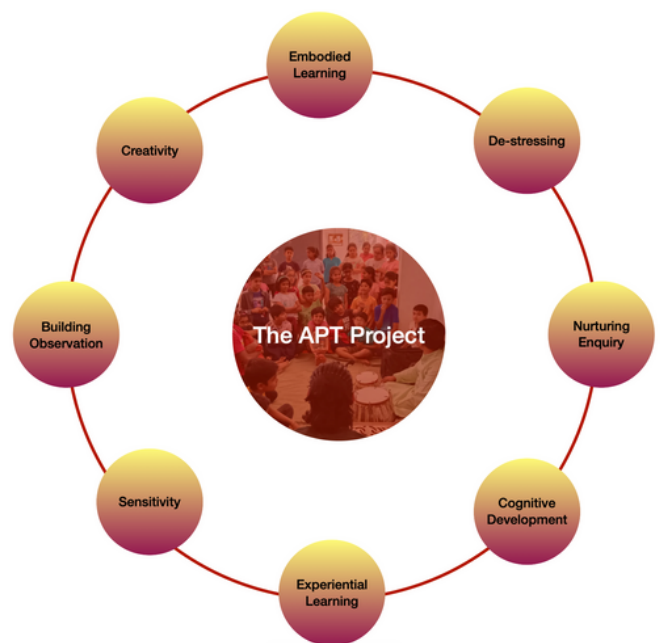 Embodied
Learning
De-stressing
Creativity
Building
Observation
The APT Project
Nurturing
Enquiry
Sensitivity
Cognitive
Development
Experiential
Learning